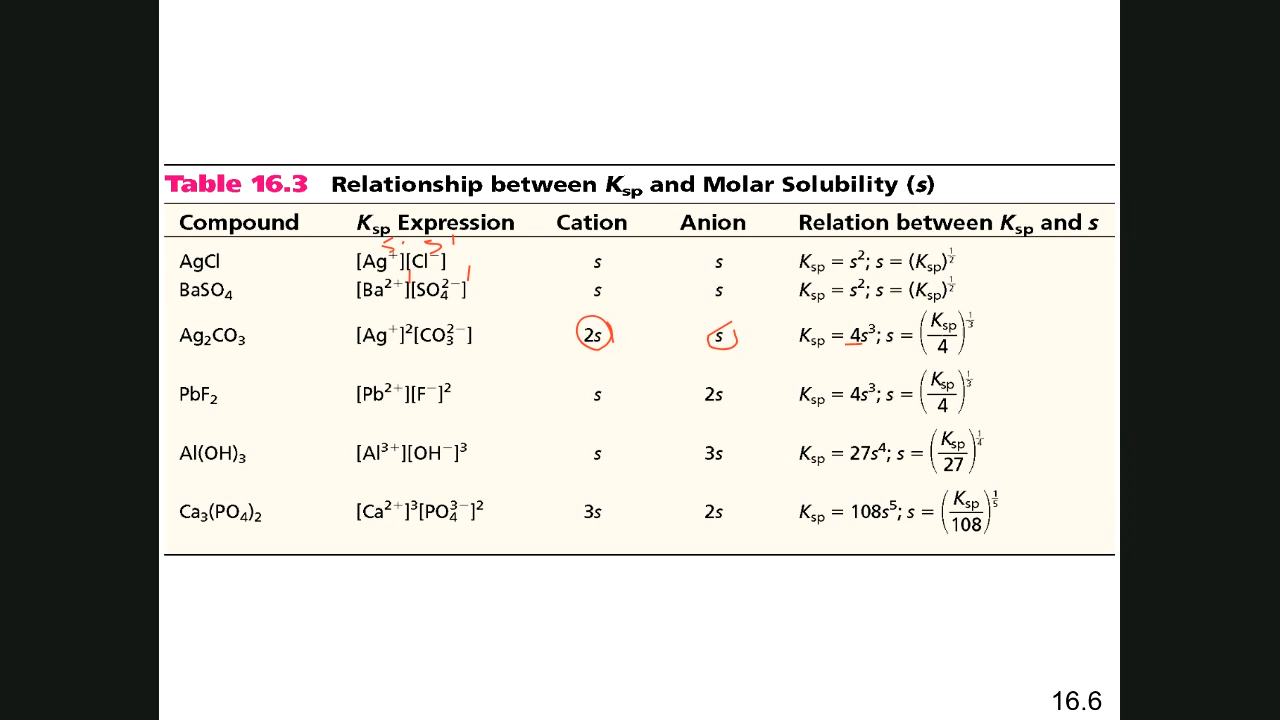 Table 16.3 Relationship between Ksp and Molar Solubility (s)
Compound Ksp Expression Cation Anion Relation between Ksp and s
s' s'
AgCl [Ag⁺][Cl⁻] s s Ksp = s²; s = (Ksp)^½
1 1
BaSO₄ [Ba²⁺][SO₄²⁻] s s Ksp = s²; s = (Ksp)^½
Ag₂CO₃ [Ag⁺]²[CO₃²⁻] 2s s Ksp = 4s³; s = (Ksp/4)^⅓
PbF₂ [Pb²⁺][F⁻]² s 2s Ksp = 4s³; s = (Ksp/4)^⅓
Al(OH)₃ [Al³⁺][OH⁻]³ s 3s Ksp = 27s⁴; s = (Ksp/27)^¼
Ca₃(PO₄)₂ [Ca²⁺]³[PO₄³⁻]² 3s 2s Ksp = 108s⁵; s = (Ksp/108)^⅕
16.6